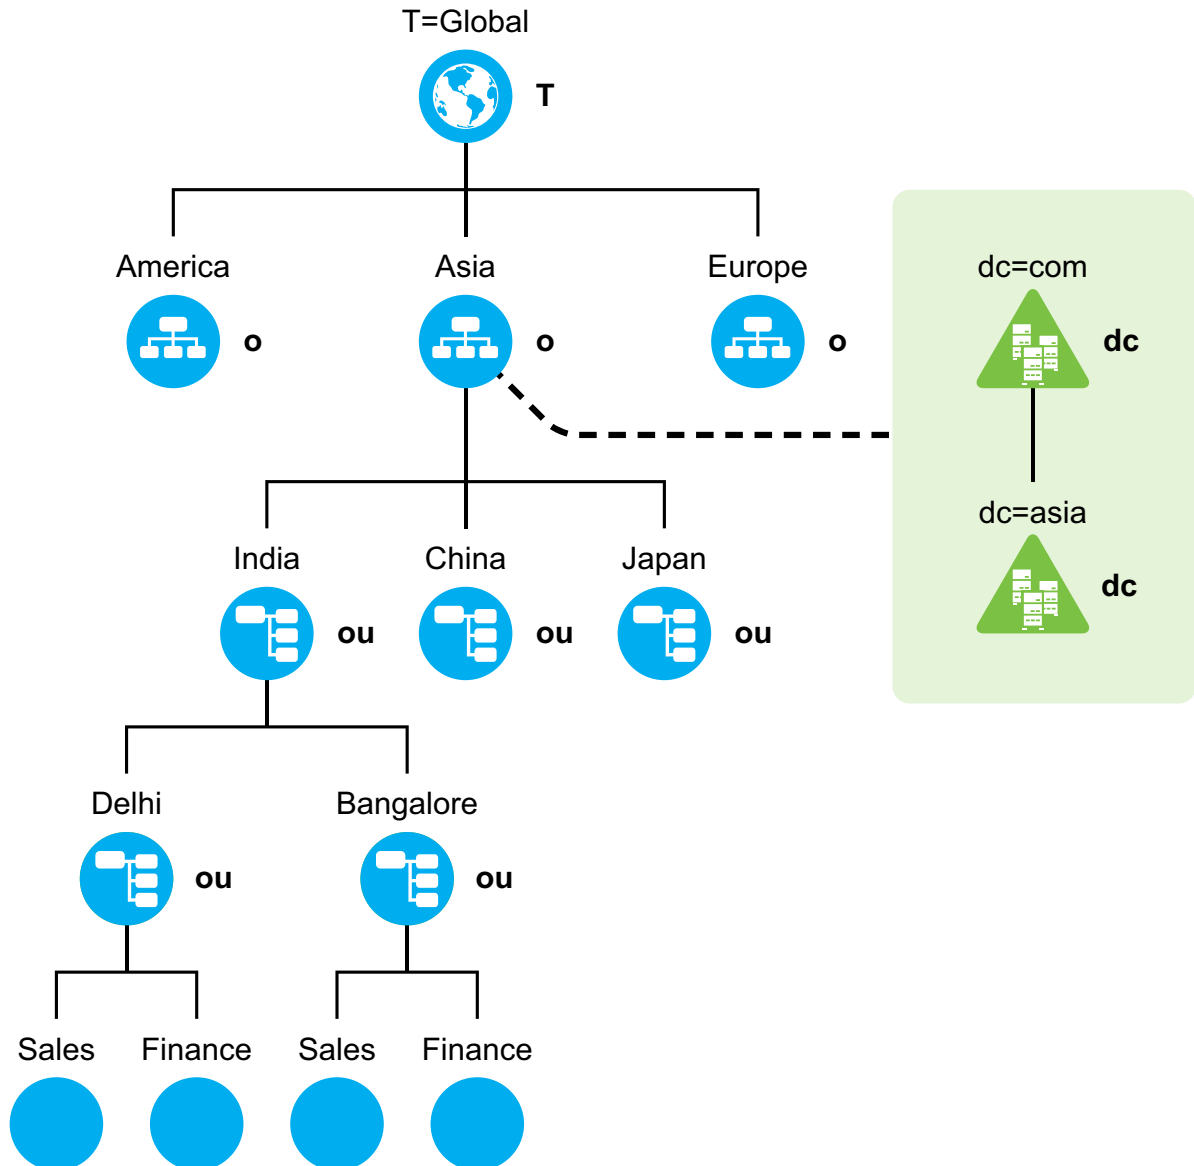 T=Global
T
America
Asia
Europe
dc=com
o
o
o
dc
dc=asia
India
China
Japan
dc
ou
ou
ou
Delhi
Bangalore
ou
ou
Sales
Finance
Sales
Finance